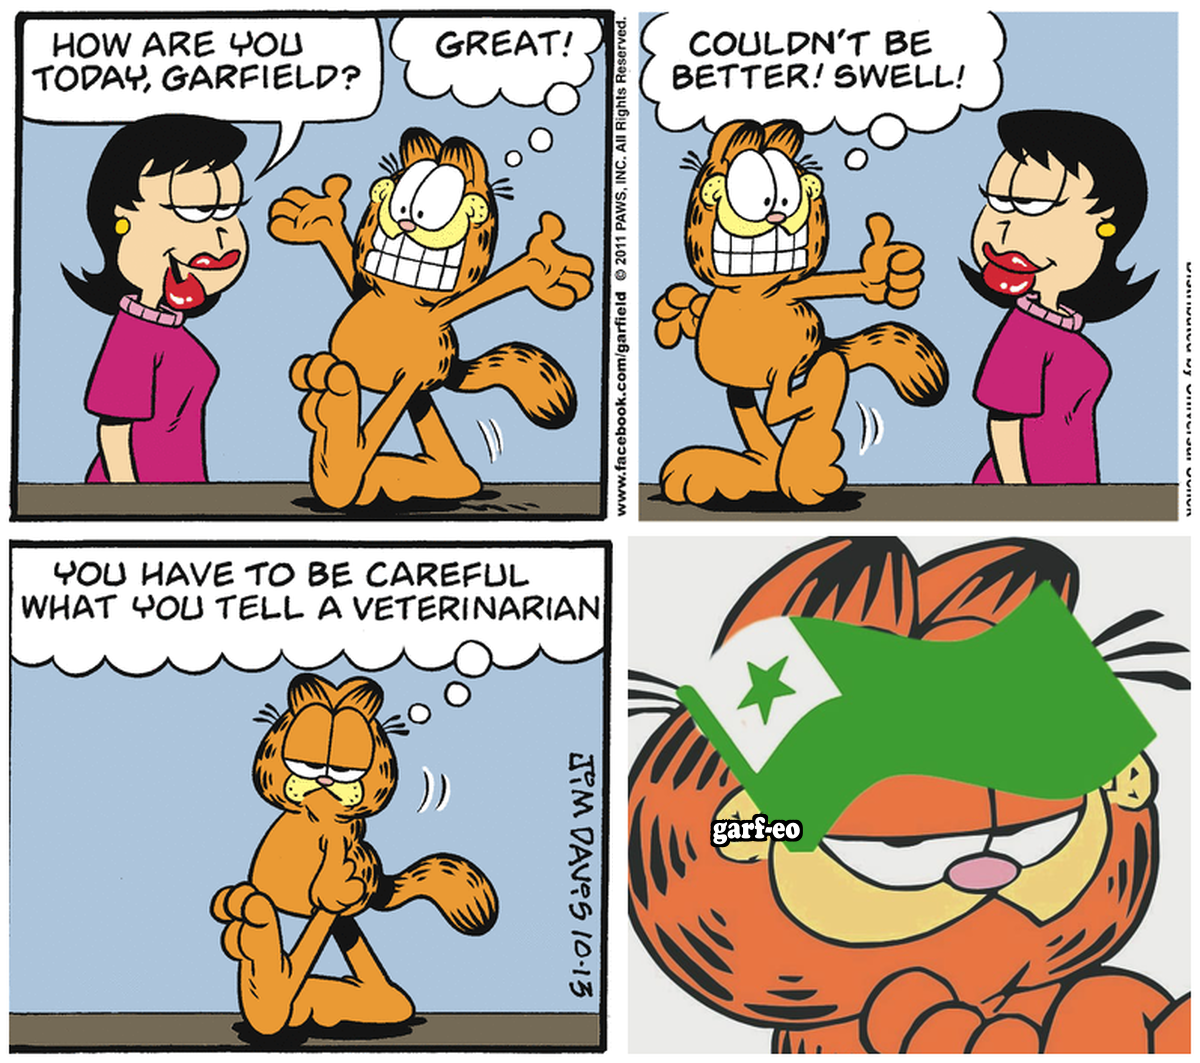 HOW ARE YOU
TODAY, GARFIELD?
GREAT!
www.facebook.com/garfield © 2011 PAWS, INC. All Rights Reserved.
COULDN'T BE
BETTER! SWELL!
YOU HAVE TO BE CAREFUL
WHAT YOU TELL A VETERINARIAN
JIM DAVIS 10·13
garf-eo